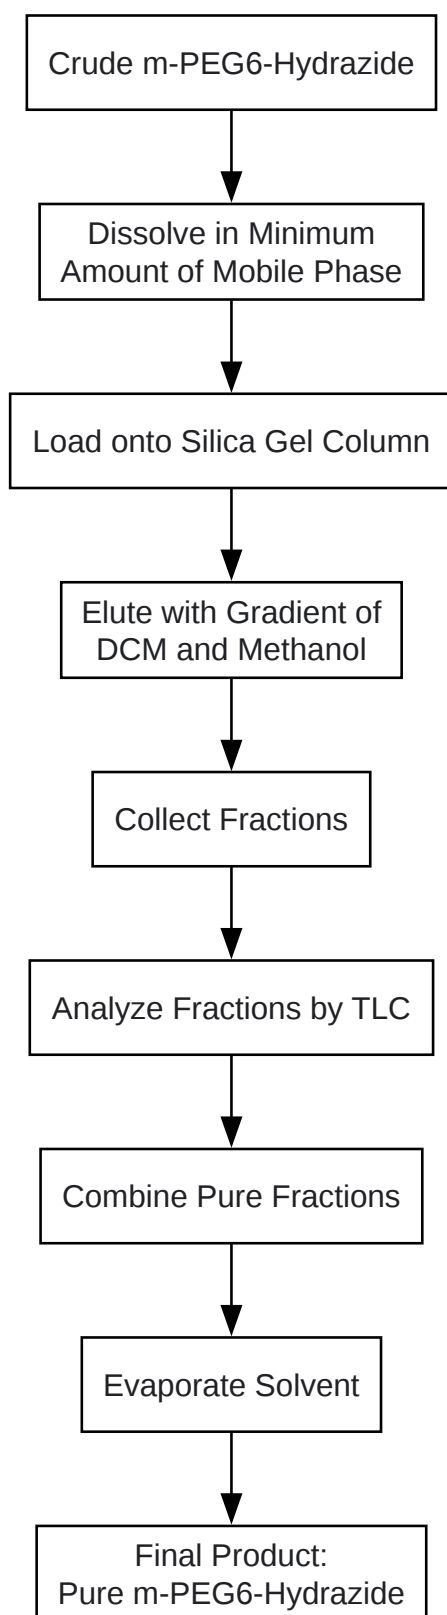 Crude m-PEG6-Hydrazide
Dissolve in Minimum
Amount of Mobile Phase
Load onto Silica Gel Column
Elute with Gradient of
DCM and Methanol
Collect Fractions
Analyze Fractions by TLC
Combine Pure Fractions
Evaporate Solvent
Final Product:
Pure m-PEG6-Hydrazide